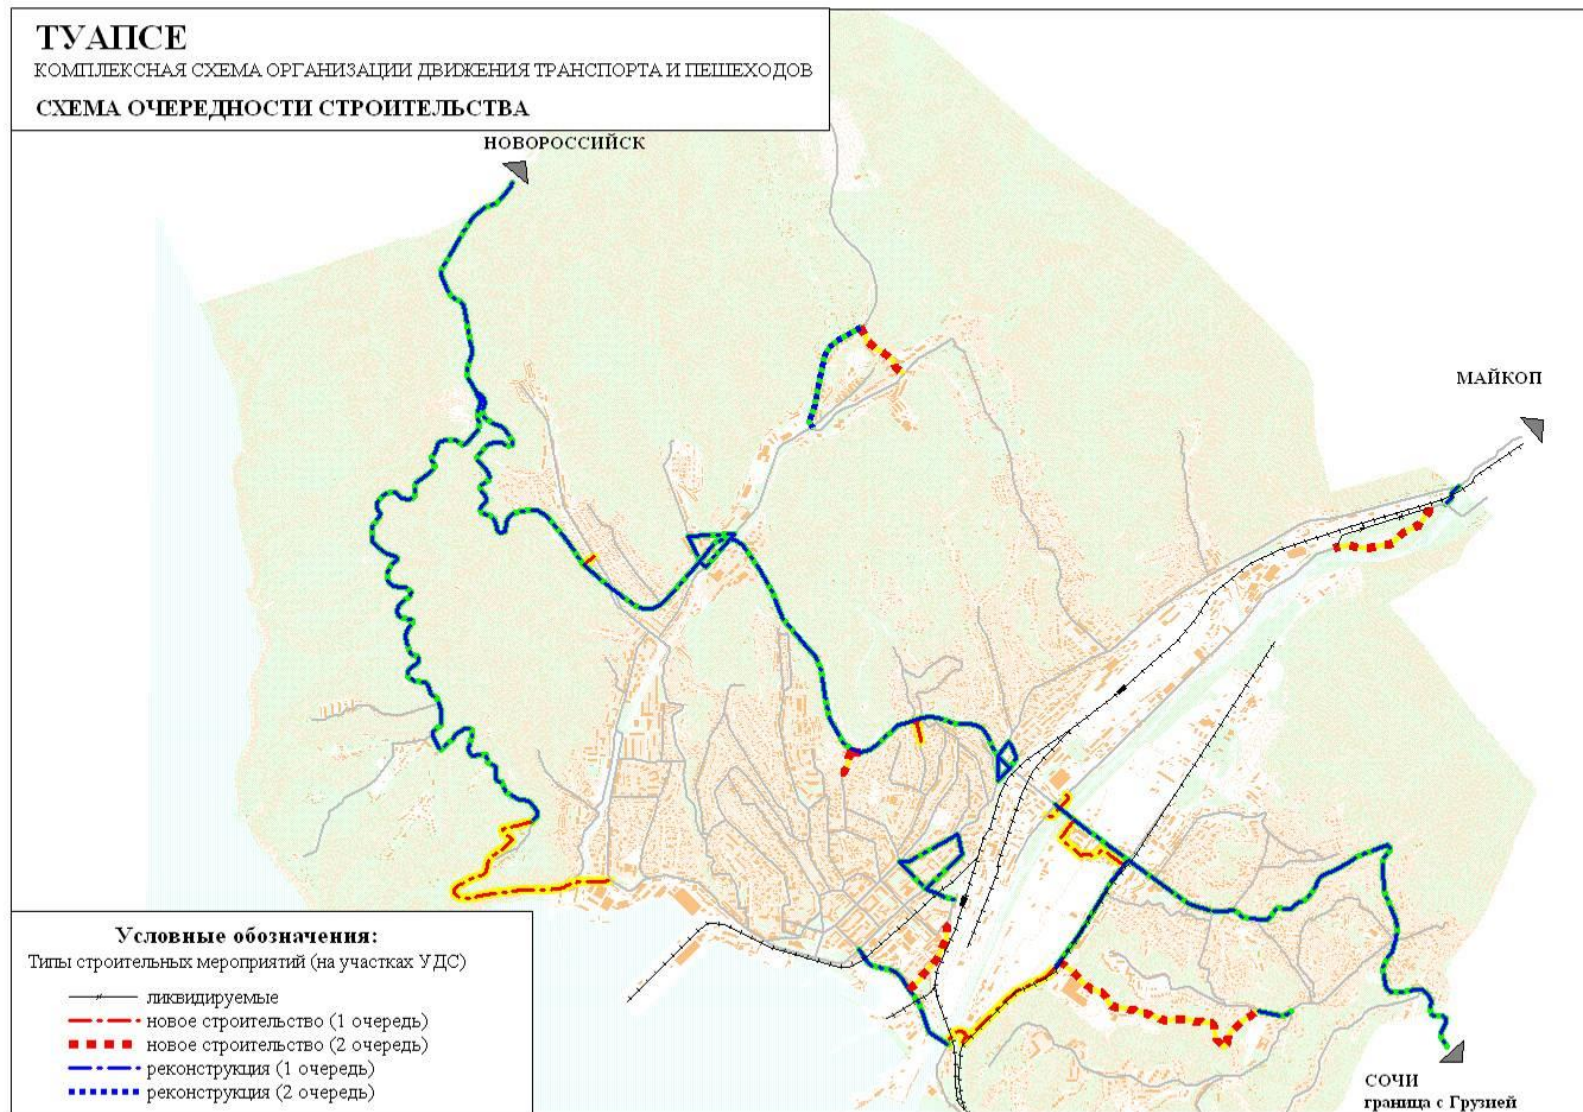 ТУАПСЕ
КОМПЛЕКСНАЯ СХЕМА ОРГАНИЗАЦИИ ДВИЖЕНИЯ ТРАНСПОРТА И ПЕШЕХОДОВ
СХЕМА ОЧЕРЕДНОСТИ СТРОИТЕЛЬСТВА
НОВОРОССИЙСК
МАЙКОП
Условные обозначения:
Типы строительных мероприятий (на участках УДС)
ликвидируемые
новое строительство (1 очередь)
новое строительство (2 очередь)
реконструкция (1 очередь)
реконструкция (2 очередь)
СОЧИ
граница с Грузией